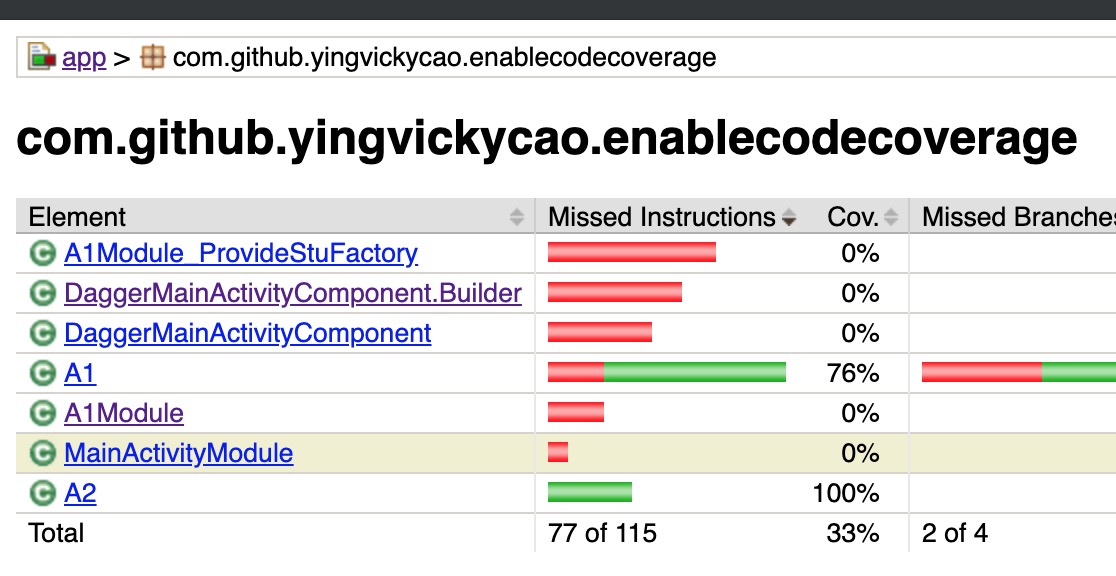 app > com.github.yingvickycao.enablecodecoverage
com.github.yingvickycao.enablecodecoverage
Element Missed Instructions Cov. Missed Branches
C A1Module_ProvideStuFactory 0%
C DaggerMainActivityComponent.Builder 0%
C DaggerMainActivityComponent 0%
C A1 76%
C A1Module 0%
C MainActivityModule 0%
C A2 100%
Total 77 of 115 33% 2 of 4